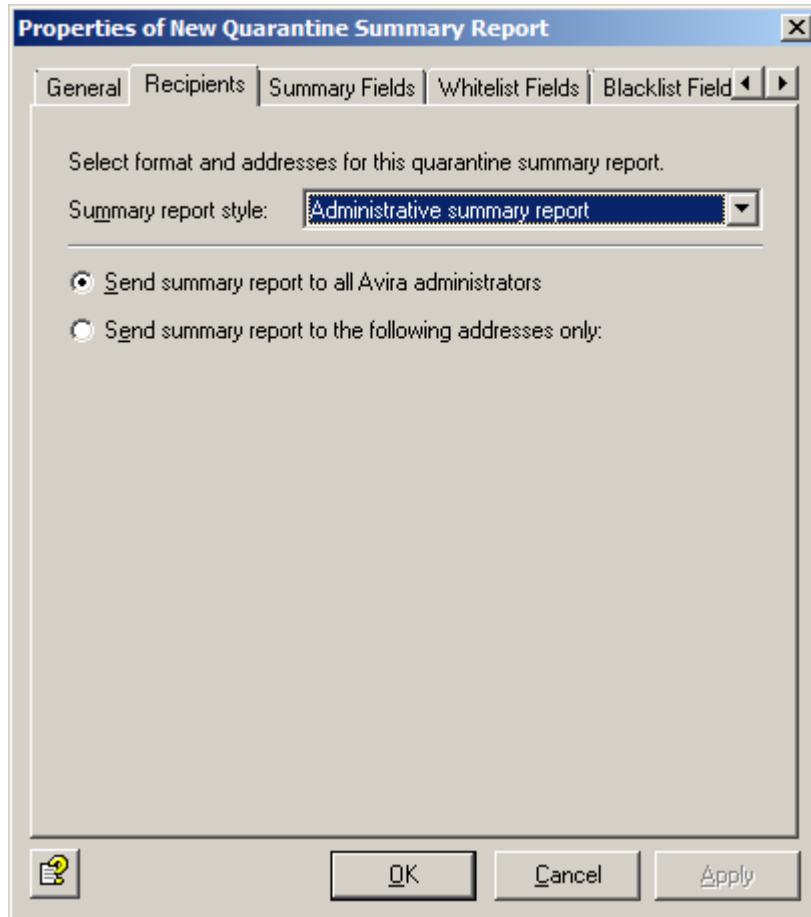 Properties of New Quarantine Summary Report
General Recipients Summary Fields Whitelist Fields Blacklist Field
Select format and addresses for this quarantine summary report.
Summary report style: Administrative summary report
Send summary report to all Avira administrators
Send summary report to the following addresses only:
OK Cancel Apply